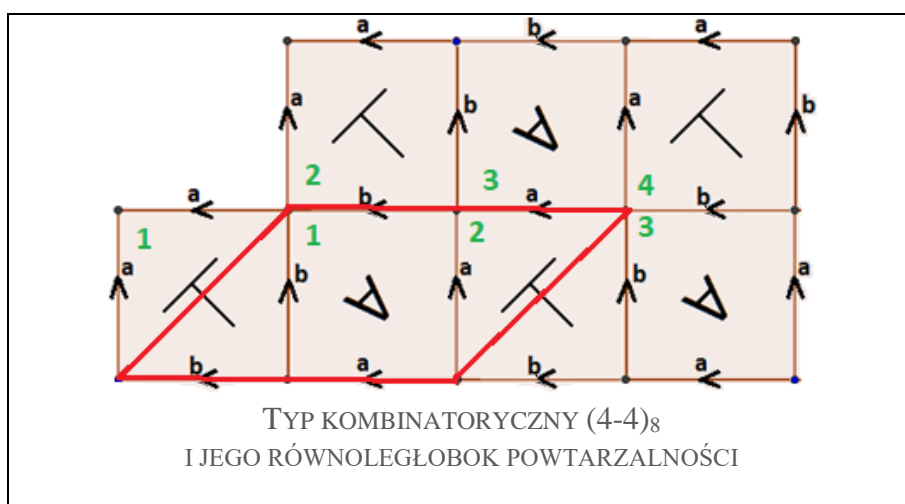 a b a
a T b A a T b
2 3 4
a b a b
1 1 2 3
a T b A a T b A a
b a b a
TYP KOMBINATORYCZNY (4-4)₈
I JEGO RÓWNOLEGŁOBOK POWTARZALNOŚCI